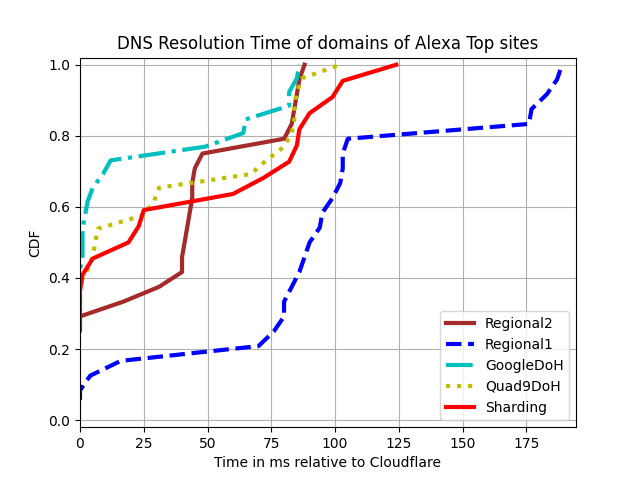 DNS Resolution Time of domains of Alexa Top sites
1.0
0.8
0.6
0.4
0.2
0.0
CDF
Regional2
Regional1
GoogleDoH
Quad9DoH
Sharding
0 25 50 75 100 125 150 175
Time in ms relative to Cloudflare